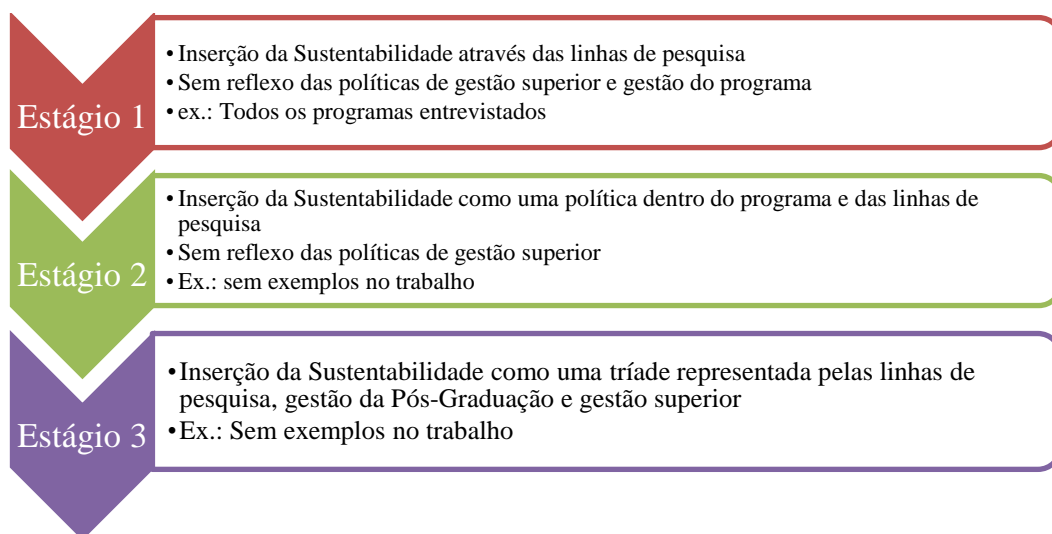 Estágio 1
• Inserção da Sustentabilidade através das linhas de pesquisa
• Sem reflexo das políticas de gestão superior e gestão do programa
• ex.: Todos os programas entrevistados
Estágio 2
• Inserção da Sustentabilidade como uma política dentro do programa e das linhas de
pesquisa
• Sem reflexo das políticas de gestão superior
• Ex.: sem exemplos no trabalho
Estágio 3
• Inserção da Sustentabilidade como uma tríade representada pelas linhas de
pesquisa, gestão da Pós-Graduação e gestão superior
• Ex.: Sem exemplos no trabalho